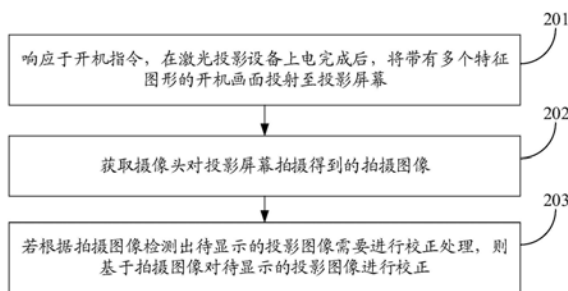 201
响应于开机指令，在激光投影设备上电完成后，将带有多个特征
图形的开机画面投射至投影屏幕
202
获取摄像头对投影屏幕拍摄得到的拍摄图像
203
若根据拍摄图像检测出待显示的投影图像需要进行校正处理，则
基于拍摄图像对待显示的投影图像进行校正